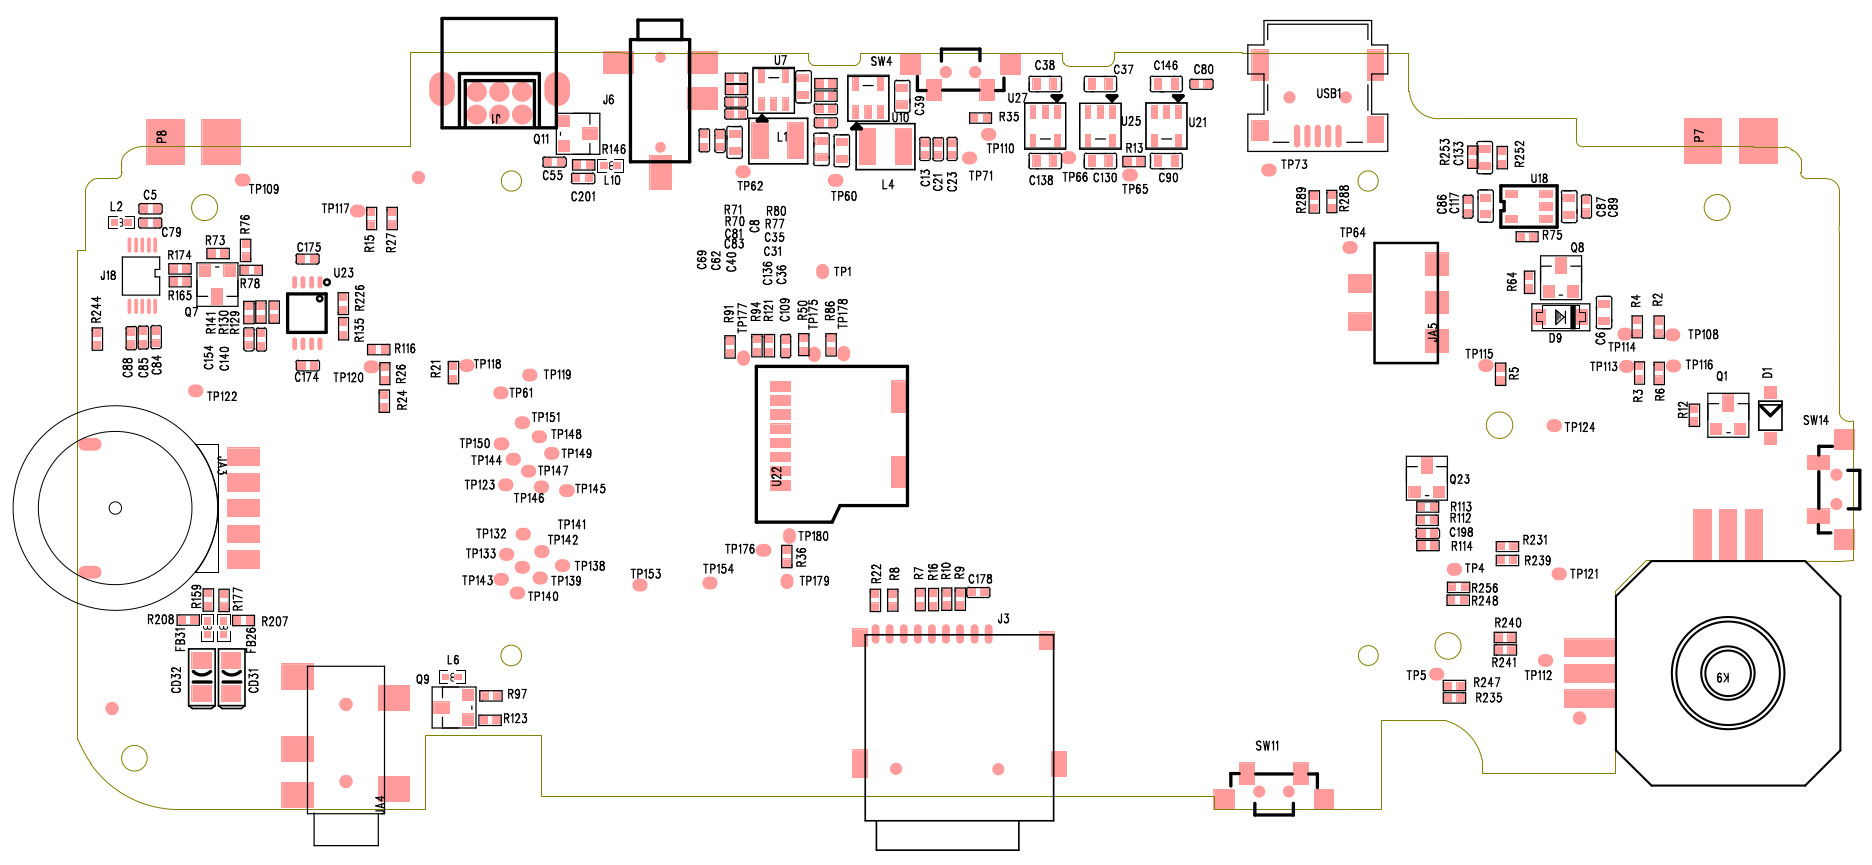 U7
SW4
C38
C37
C146
C80
J6
C39
U27
USB1
P8
J1
U10
R35
U25
U21
P7
Q11
L1
R146
TP110
R13
R253
C133
R252
C55
L10
L4
C13
C21
C23
TP71
TP66
TP73
C201
TP62
TP60
C138
C130
TP65
C90
U18
TP109
C5
L2
TP117
R71
R80
R289
R288
C86
C117
C87
C89
C79
R76
R15
R27
R70
C8
R77
C81
C35
C83
TP64
R75
R73
C175
C69
C62
C40
C31
Q8
J18
R174
R78
U23
C136
C36
TP1
R64
R165
R244
Q7
R141
R130
R129
R226
R135
R91
TP177
R94
R121
C109
R50
TP175
R86
TP178
JA5
D9
C6
R4
R2
TP108
TP114
C88
C85
C84
C154
C140
R116
C174
TP120
R26
R21
TP118
TP119
TP115
R5
TP113
TP116
R3
R6
Q1
D1
TP122
R24
TP61
R12
SW14
TP151
TP124
TP150
TP148
TP144
TP149
JA3
TP147
U22
TP123
TP146
TP145
Q23
R113
R112
TP132
TP141
TP142
TP180
C198
R114
R231
TP133
TP176
R36
R239
TP143
TP138
TP139
TP153
TP154
TP179
TP4
TP121
TP140
R22
R8
R7
R16
R10
R9
C178
R256
R248
R159
R177
R208
R207
J3
FB31
FB26
R240
R241
CD32
CD31
L6
Q9
TP5
TP112
R97
R247
R235
K9
R123
SW11
JA4